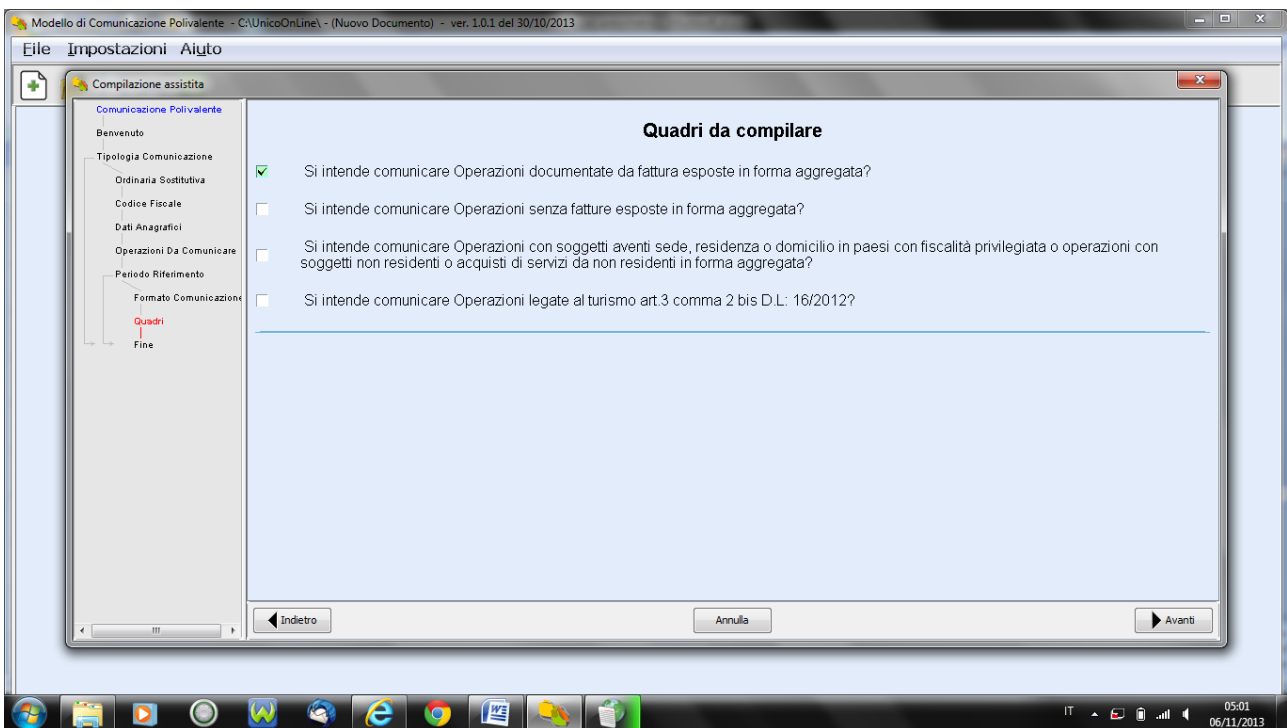 Modello di Comunicazione Polivalente - C:\UnicoOnLine\ - (Nuovo Documento) - ver. 1.0.1 del 30/10/2013
File Impostazioni Aiuto
Compilazione assistita
Comunicazione Polivalente
Benvenuto
Tipologia Comunicazione
Ordinaria Sostitutiva
Codice Fiscale
Dati Anagrafici
Operazioni Da Comunicare
Periodo Riferimento
Formato Comunicazione
Quadri
Fine
Quadri da compilare
Si intende comunicare Operazioni documentate da fattura esposte in forma aggregata?
Si intende comunicare Operazioni senza fatture esposte in forma aggregata?
Si intende comunicare Operazioni con soggetti aventi sede, residenza o domicilio in paesi con fiscalità privilegiata o operazioni con
soggetti non residenti o acquisti di servizi da non residenti in forma aggregata?
Si intende comunicare Operazioni legate al turismo art.3 comma 2 bis D.L: 16/2012?
Indietro
Annulla
Avanti
IT
05:01
06/11/2013